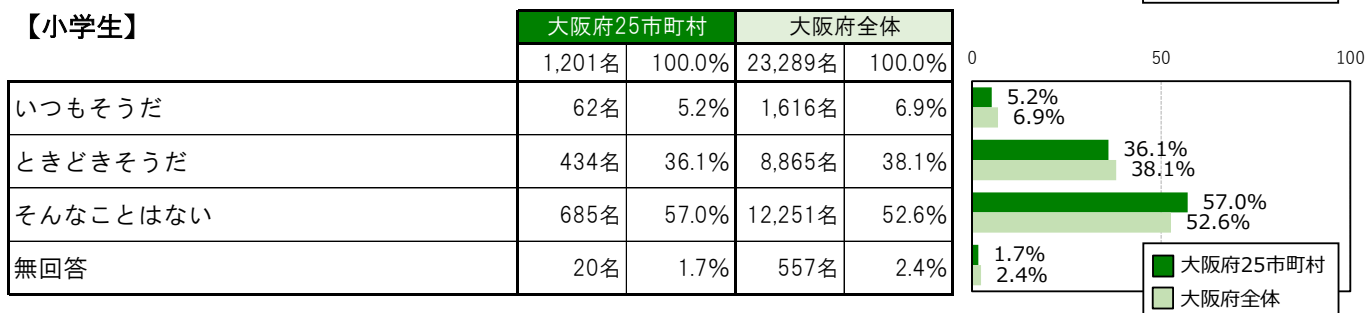 【小学生】
大阪府25市町村 大阪府全体
1,201名 100.0% 23,289名 100.0%
いつもそうだ 62名 5.2% 1,616名 6.9%
ときどきそうだ 434名 36.1% 8,865名 38.1%
そんなことはない 685名 57.0% 12,251名 52.6%
無回答 20名 1.7% 557名 2.4%
0 50 100
5.2%
6.9%
36.1%
38.1%
57.0%
52.6%
1.7%
2.4%
大阪府25市町村
大阪府全体